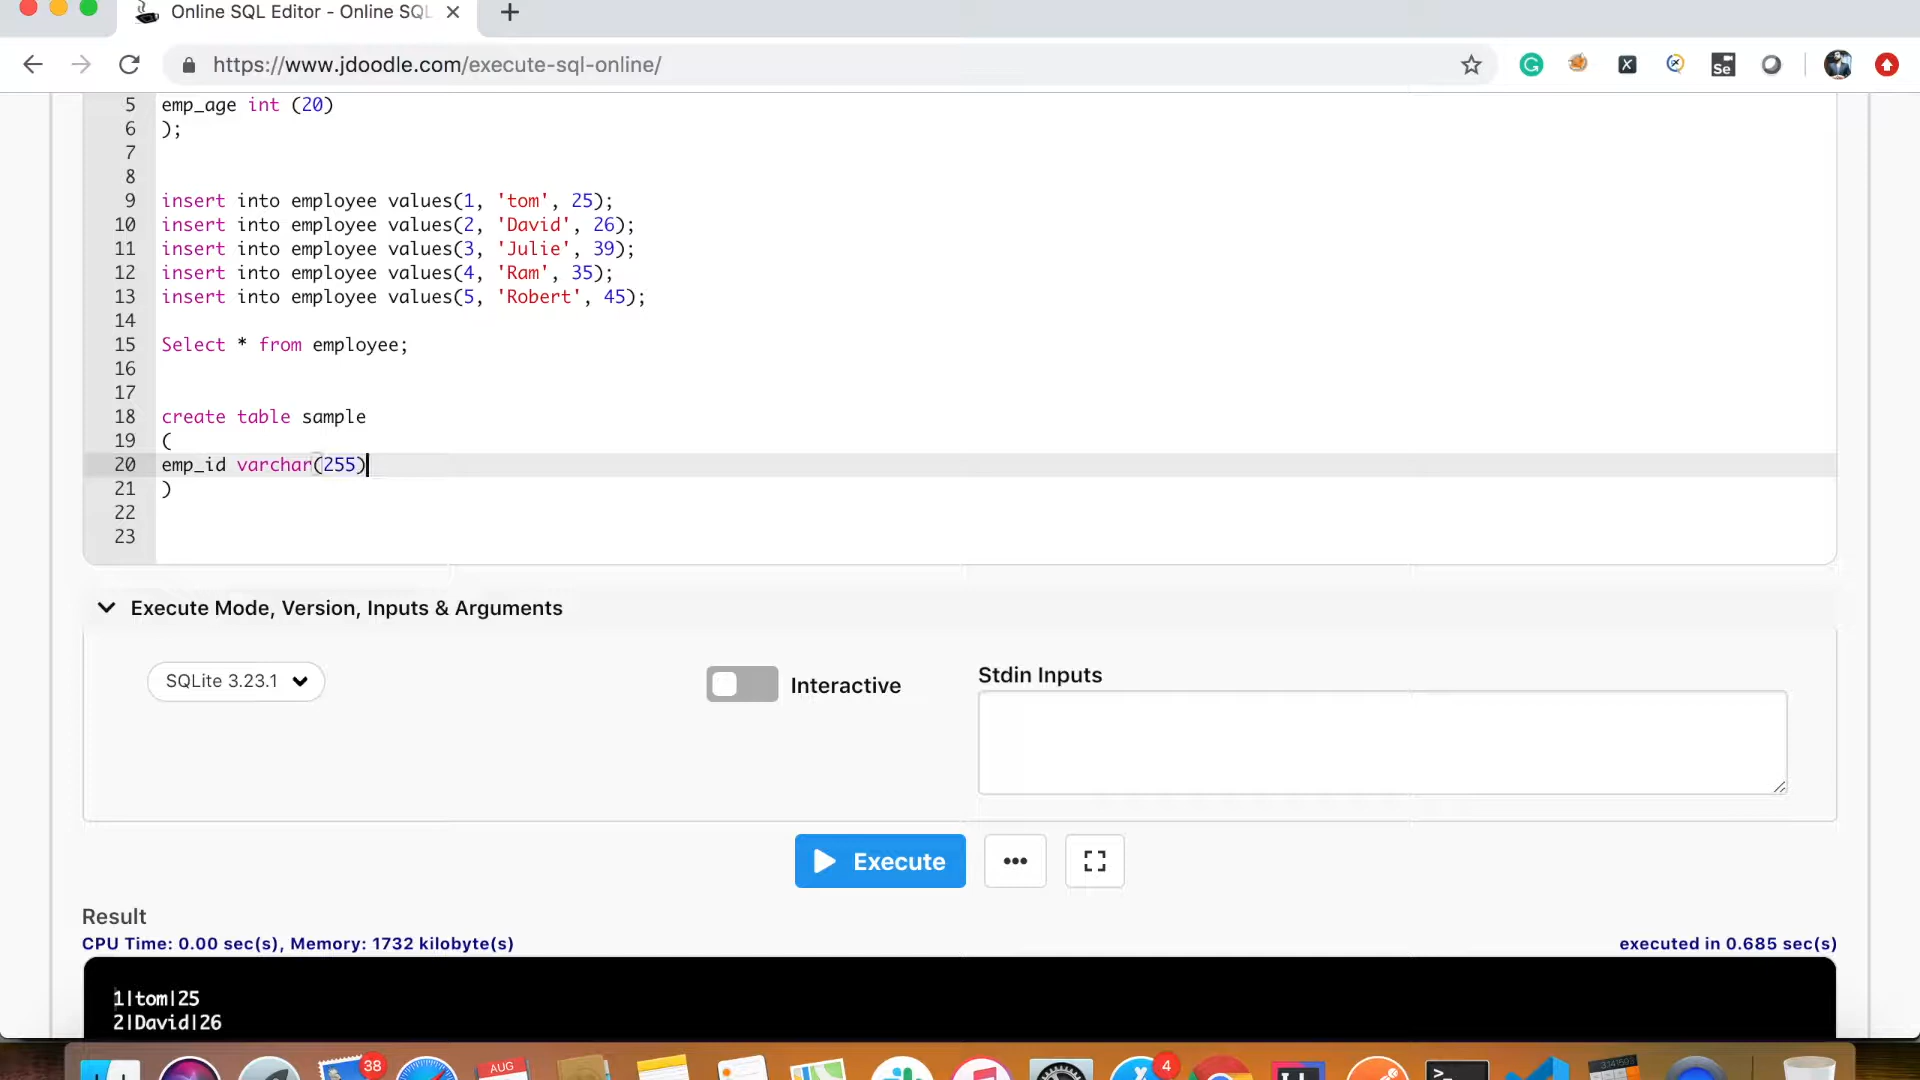 Online SQL Editor - Online SQL
https://www.jdoodle.com/execute-sql-online/
5 emp_age int (20)
6 );
7
8
9 insert into employee values(1, 'tom', 25);
10 insert into employee values(2, 'David', 26);
11 insert into employee values(3, 'Julie', 39);
12 insert into employee values(4, 'Ram', 35);
13 insert into employee values(5, 'Robert', 45);
14
15 Select * from employee;
16
17
18 create table sample
19 (
20 emp_id varchar(255)
21 )
22
23
Execute Mode, Version, Inputs & Arguments
SQLite 3.23.1
Interactive
Stdin Inputs
Execute
Result
CPU Time: 0.00 sec(s), Memory: 1732 kilobyte(s)
executed in 0.685 sec(s)
1|tom|25
2|David|26
38
AUG
4